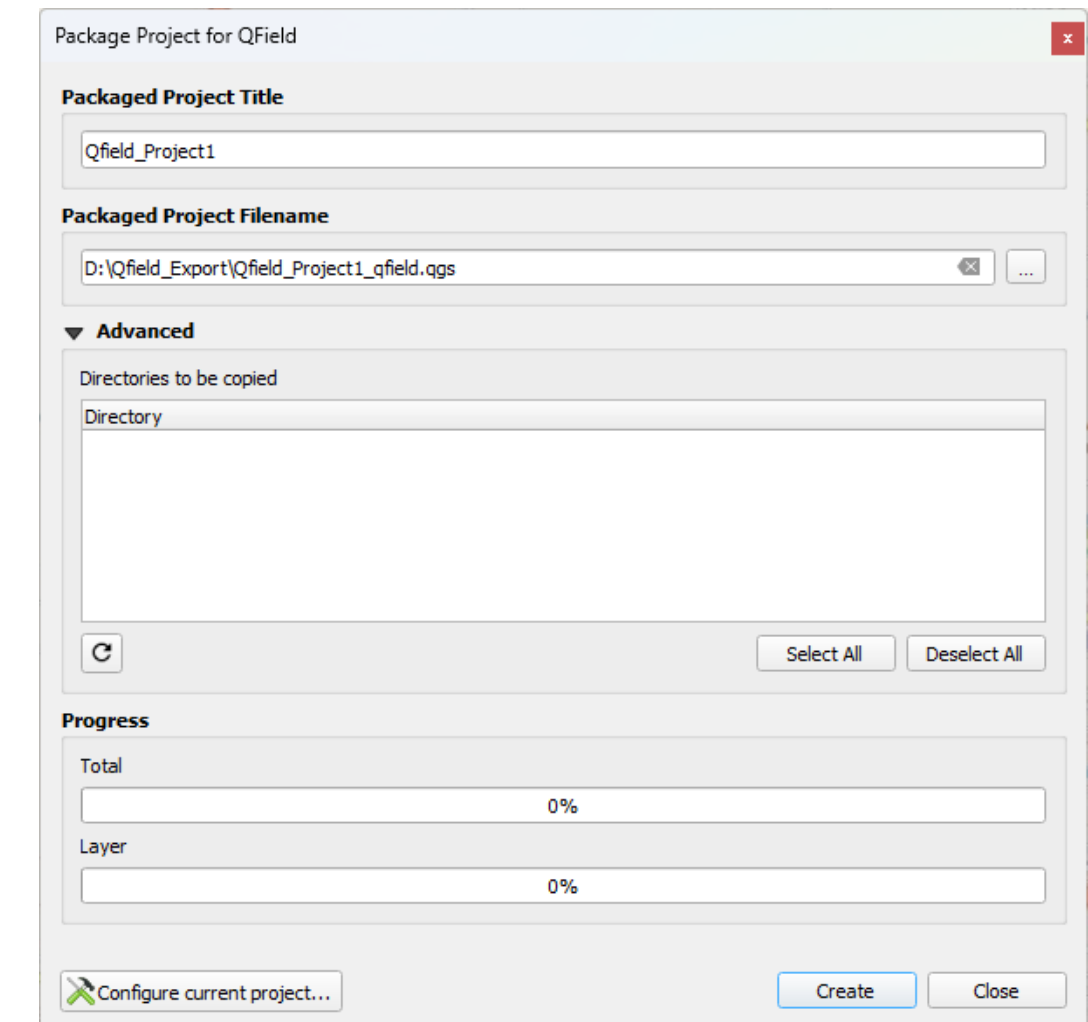 Package Project for QField
x
Packaged Project Title
Qfield_Project1
Packaged Project Filename
D:\Qfield_Export\Qfield_Project1_qfield.qgs
...
Advanced
Directories to be copied
Directory
Select All
Deselect All
Progress
Total
0%
Layer
0%
Configure current project...
Create
Close